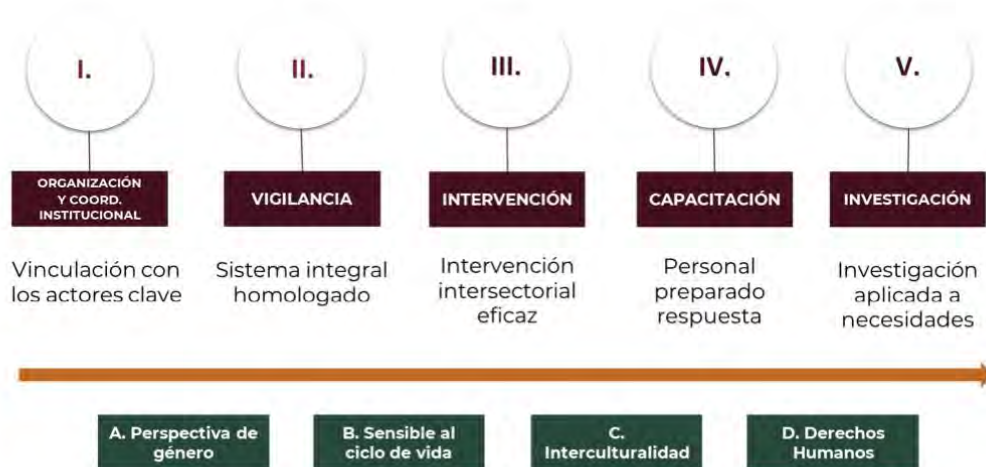 I.
II.
III.
IV.
V.
ORGANIZACIÓN
Y COORD.
INSTITUCIONAL
VIGILANCIA
INTERVENCIÓN
CAPACITACIÓN
INVESTIGACIÓN
Vinculación con
los actores clave
Sistema integral
homologado
Intervención
intersectorial
eficaz
Personal
preparado
respuesta
Investigación
aplicada a
necesidades
A. Perspectiva de
género
B. Sensible al
ciclo de vida
C.
Interculturalidad
D. Derechos
Humanos